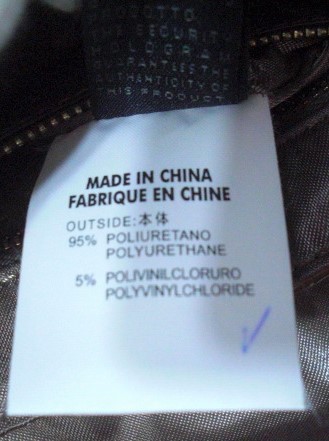 THE SECURITY
HOLOGRAM
GUARANTEES THE
AUTHENTICITY OF
THIS PRODUCT
MADE IN CHINA
FABRIQUE EN CHINE
OUTSIDE:本体
95% POLIURETANO
POLYURETHANE
5% POLIVINILCLORURO
POLYVINYLCHLORIDE